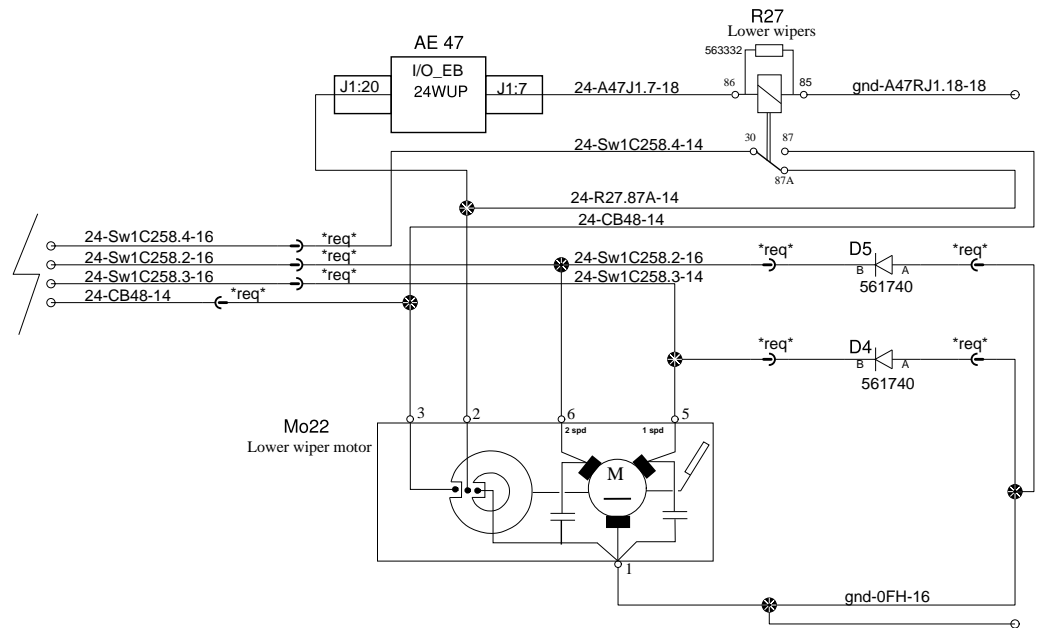 R27
Lower wipers
563332
AE 47
I/O_EB
24WUP
J1:20
J1:7
24-A47J1.7-18
86
85
gnd-A47RJ1.18-18
24-Sw1C258.4-14
30
87
87A
24-R27.87A-14
24-CB48-14
24-Sw1C258.4-16
*req*
24-Sw1C258.2-16
*req*
24-Sw1C258.3-16
*req*
24-CB48-14
*req*
24-Sw1C258.2-16
24-Sw1C258.3-14
*req*
D5
B
A
561740
*req*
*req*
D4
B
A
561740
*req*
Mo22
Lower wiper motor
3
2
6
5
2 spd
1 spd
M
1
gnd-0FH-16